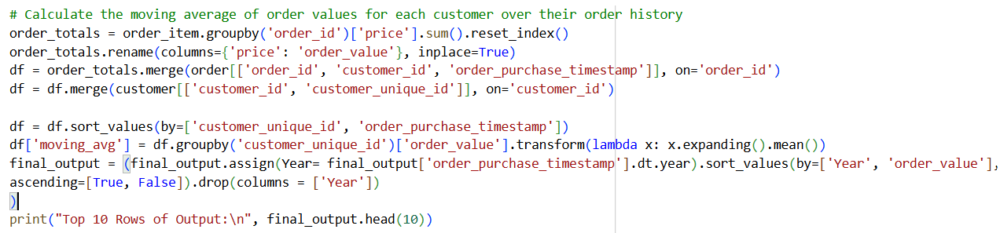 # Calculate the moving average of order values for each customer over their order history
order_totals = order_item.groupby('order_id')['price'].sum().reset_index()
order_totals.rename(columns={'price': 'order_value'}, inplace=True)
df = order_totals.merge(order[['order_id', 'customer_id', 'order_purchase_timestamp']], on='order_id')
df = df.merge(customer[['customer_id', 'customer_unique_id']], on='customer_id')

df = df.sort_values(by=['customer_unique_id', 'order_purchase_timestamp'])
df['moving_avg'] = df.groupby('customer_unique_id')['order_value'].transform(lambda x: x.expanding().mean())
final_output = (final_output.assign(Year= final_output['order_purchase_timestamp'].dt.year).sort_values(by=['Year', 'order_value'],
ascending=[True, False]).drop(columns = ['Year'])
)
print("Top 10 Rows of Output:\n", final_output.head(10))